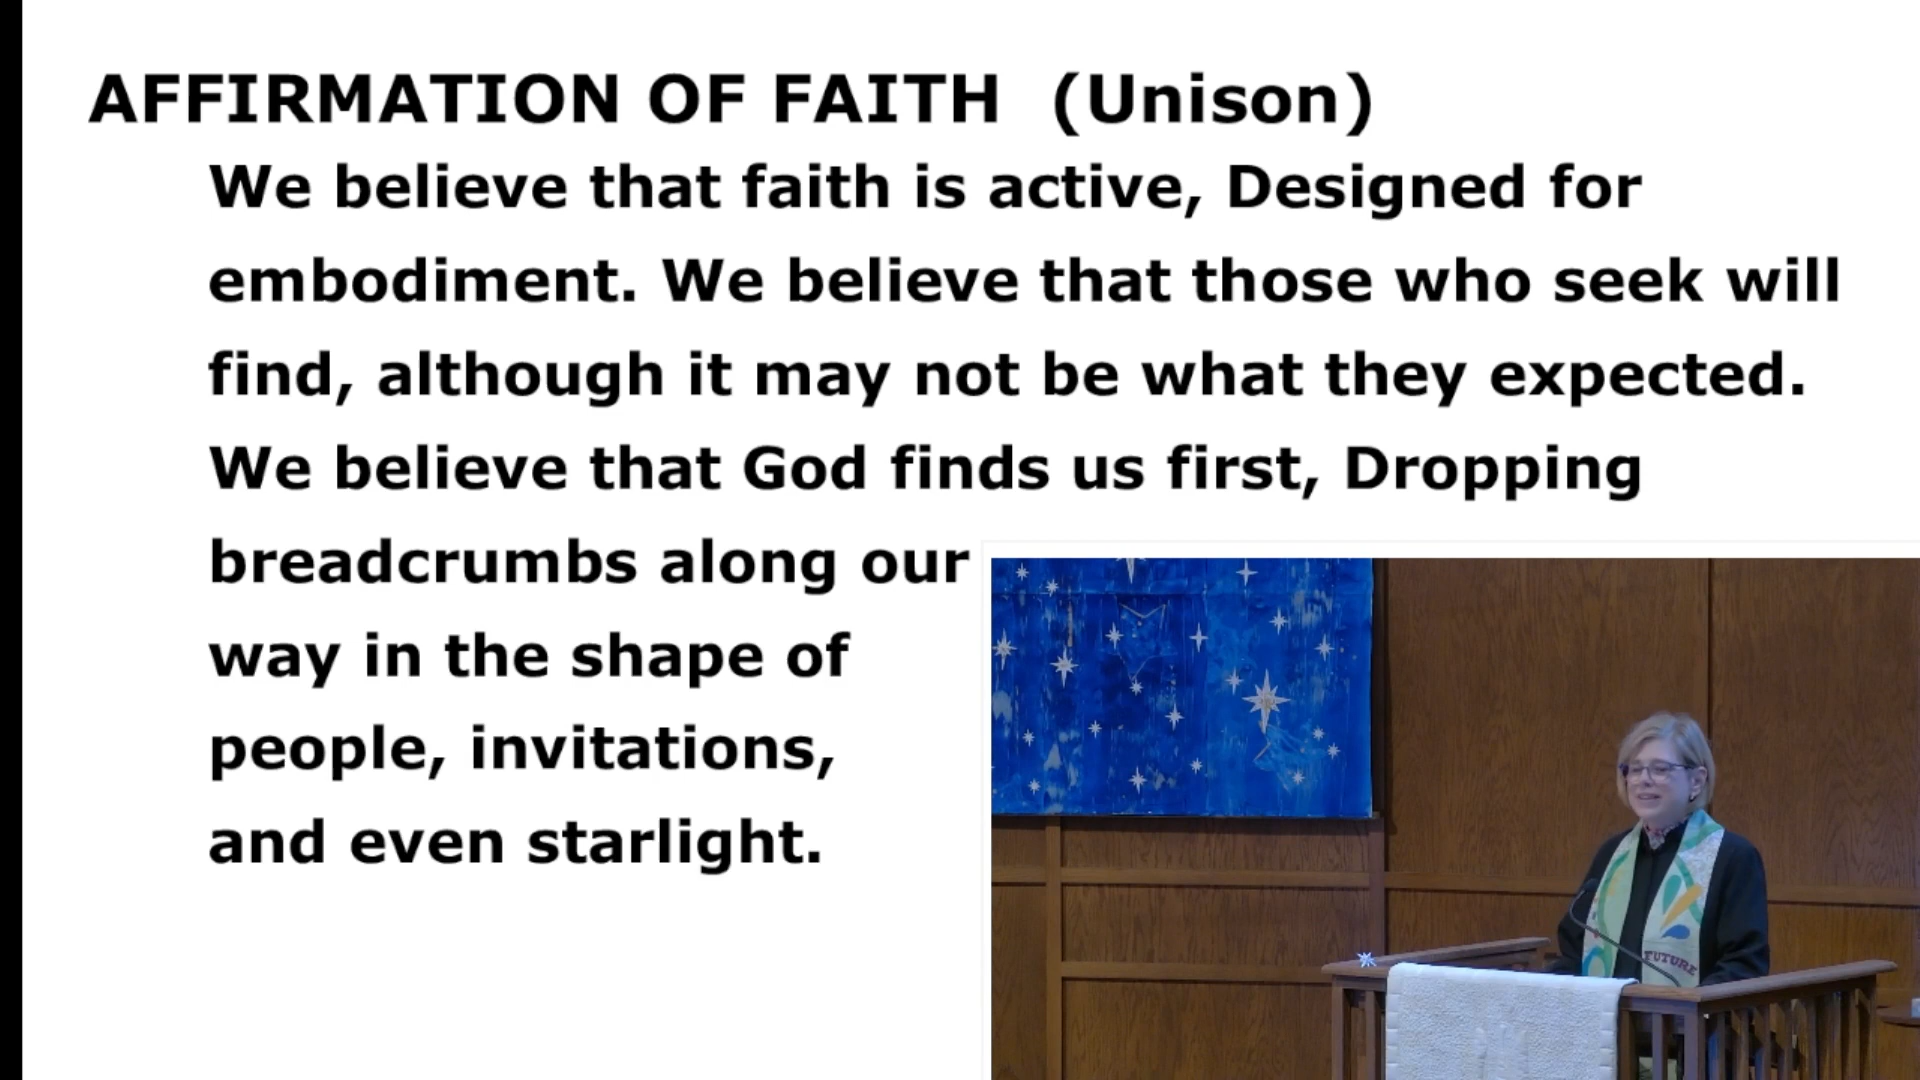 AFFIRMATION OF FAITH (Unison)
We believe that faith is active, Designed for
embodiment. We believe that those who seek will
find, although it may not be what they expected.
We believe that God finds us first, Dropping
breadcrumbs along our
way in the shape of
people, invitations,
and even starlight.
FUTURE